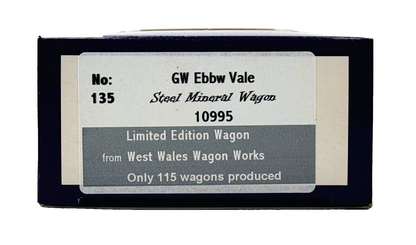 No: GW Ebbw Vale
135 Steel Mineral Wagon
10995
Limited Edition Wagon
from West Wales Wagon Works
Only 115 wagons produced